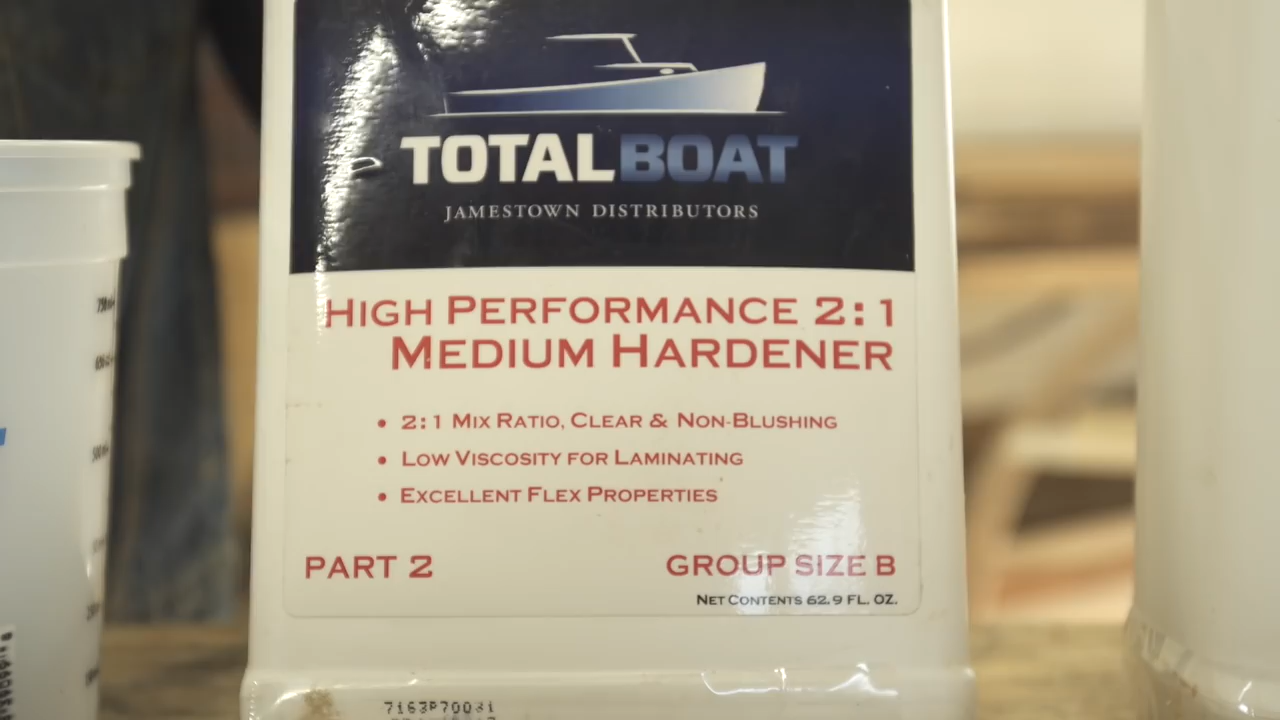 TOTALBOAT
JAMESTOWN DISTRIBUTORS
HIGH PERFORMANCE 2:1
MEDIUM HARDENER
• 2:1 MIX RATIO, CLEAR & NON-BLUSHING
• LOW VISCOSITY FOR LAMINATING
• EXCELLENT FLEX PROPERTIES
PART 2
GROUP SIZE B
NET CONTENTS 62.9 FL. OZ.